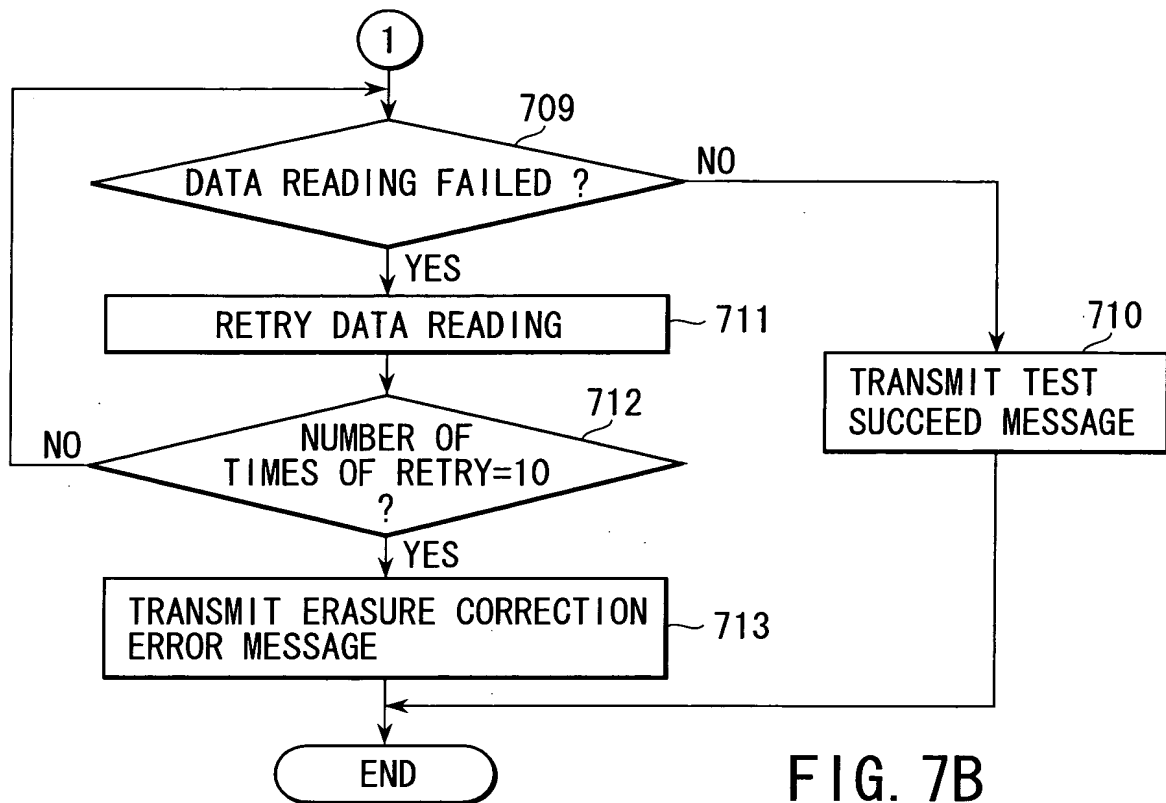 1
709
DATA READING FAILED ?
NO
YES
RETRY DATA READING
711
710
TRANSMIT TEST
SUCCEED MESSAGE
712
NUMBER OF
TIMES OF RETRY=10
?
NO
YES
TRANSMIT ERASURE CORRECTION
ERROR MESSAGE
713
END
FIG. 7B